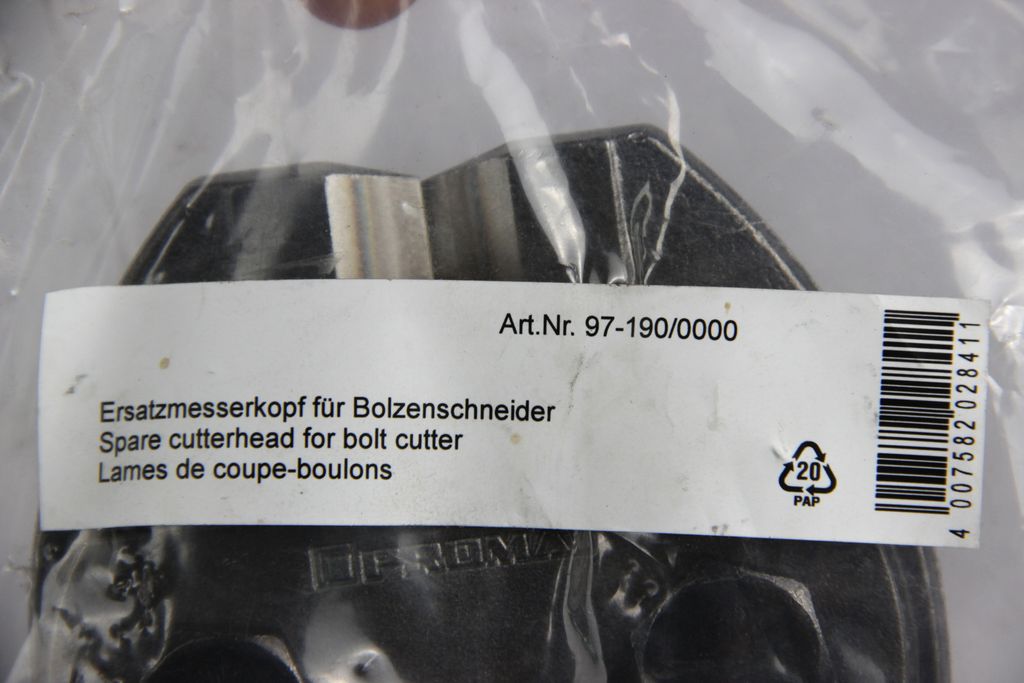 Art.Nr. 97-190/0000
Ersatzmesserkopf für Bolzenschneider
Spare cutterhead for bolt cutter
Lames de coupe-boulons
20
PAP
4 007582 028411